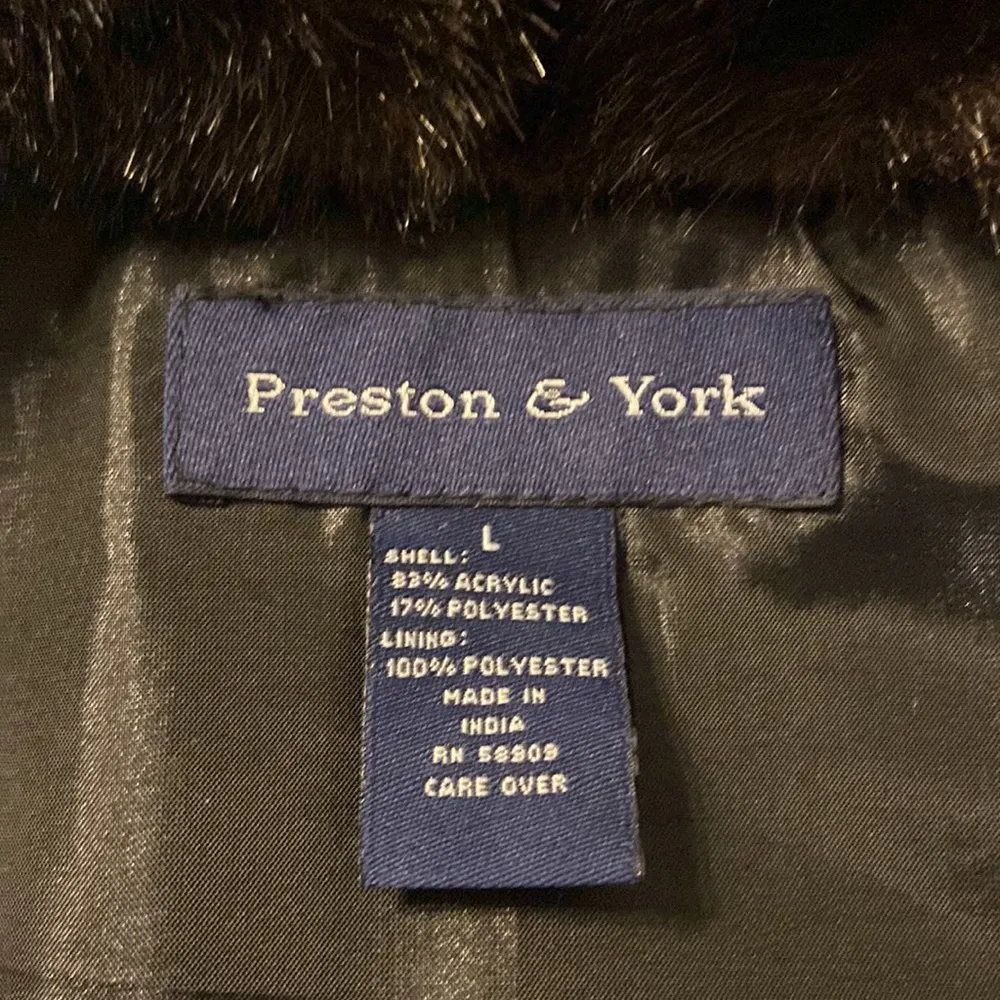 Preston & York
L
SHELL:
83% ACRYLIC
17% POLYESTER
LINING:
100% POLYESTER
MADE IN
INDIA
RN 58909
CARE OVER